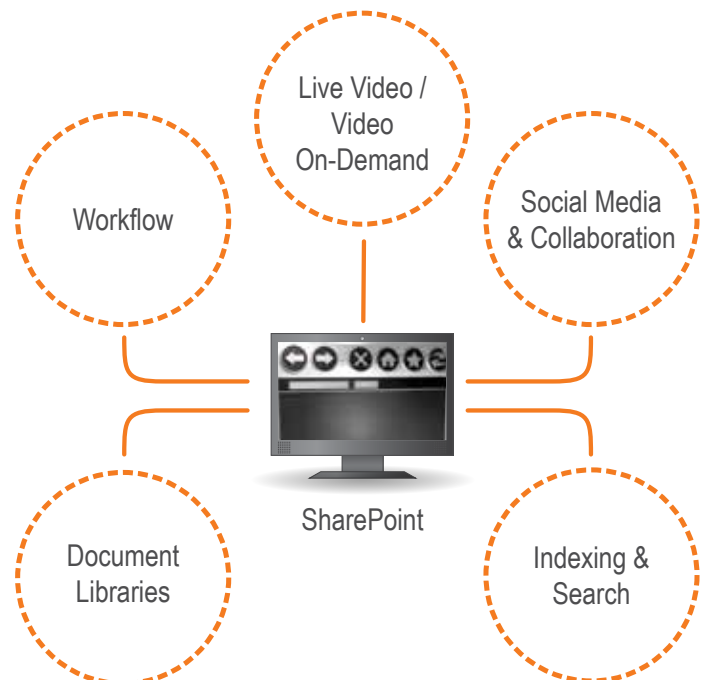 Live Video /
Video
On-Demand
Workflow
Social Media
& Collaboration
SharePoint
Document
Libraries
Indexing &
Search